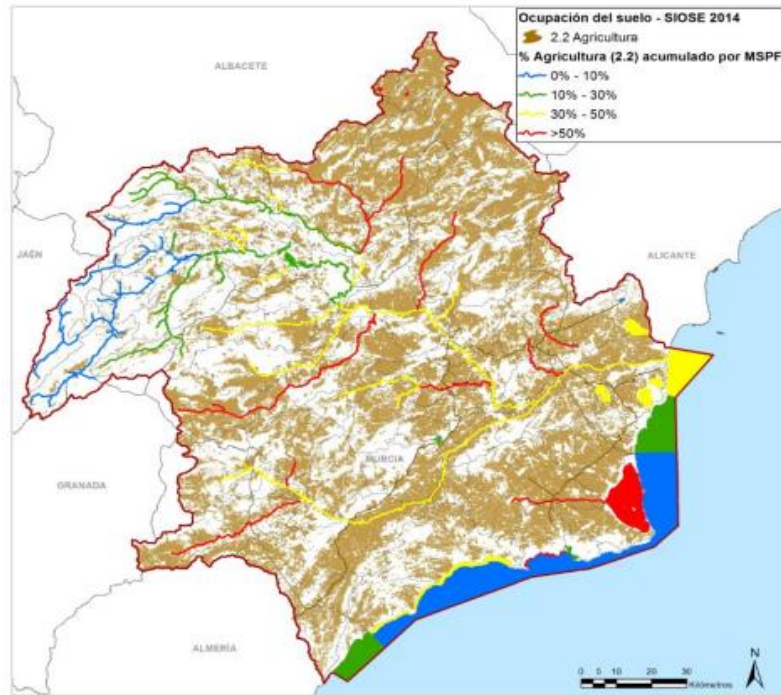 Ocupación del suelo - SIOSE 2014
2.2 Agricultura
% Agricultura (2.2) acumulado por MSPF
0% - 10%
10% - 30%
30% - 50%
>50%
ALBACETE
JAÉN
ALICANTE
MURCIA
GRANADA
ALMERÍA
N
0 5 10 20 30
Kilómetros